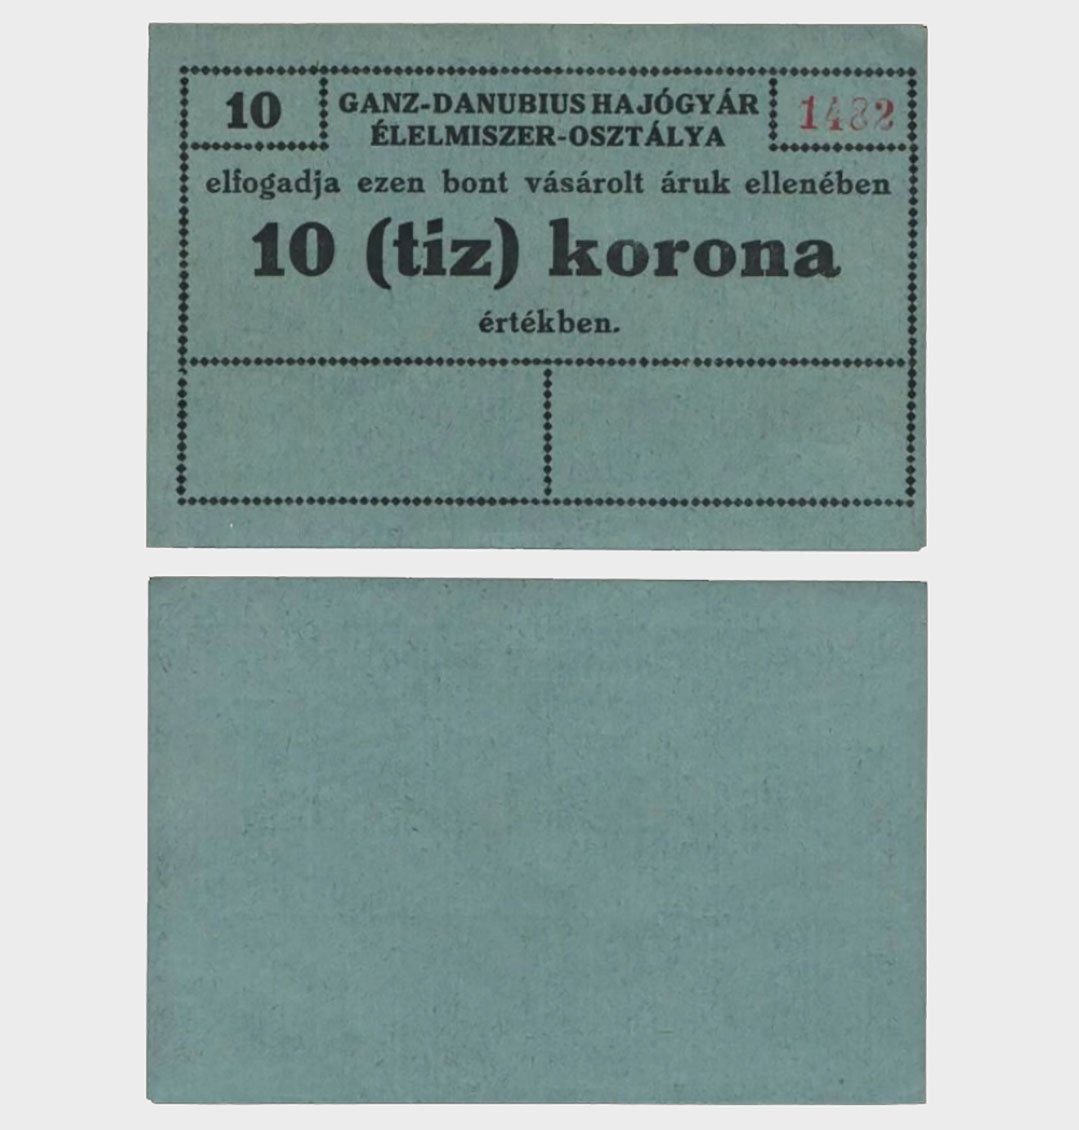 10
GANZ-DANUBIUS HAJÓGYÁR
ÉLELMISZER-OSZTÁLYA
1482
elfogadja ezen bont vásárolt áruk ellenében
10 (tiz) korona
értékben.